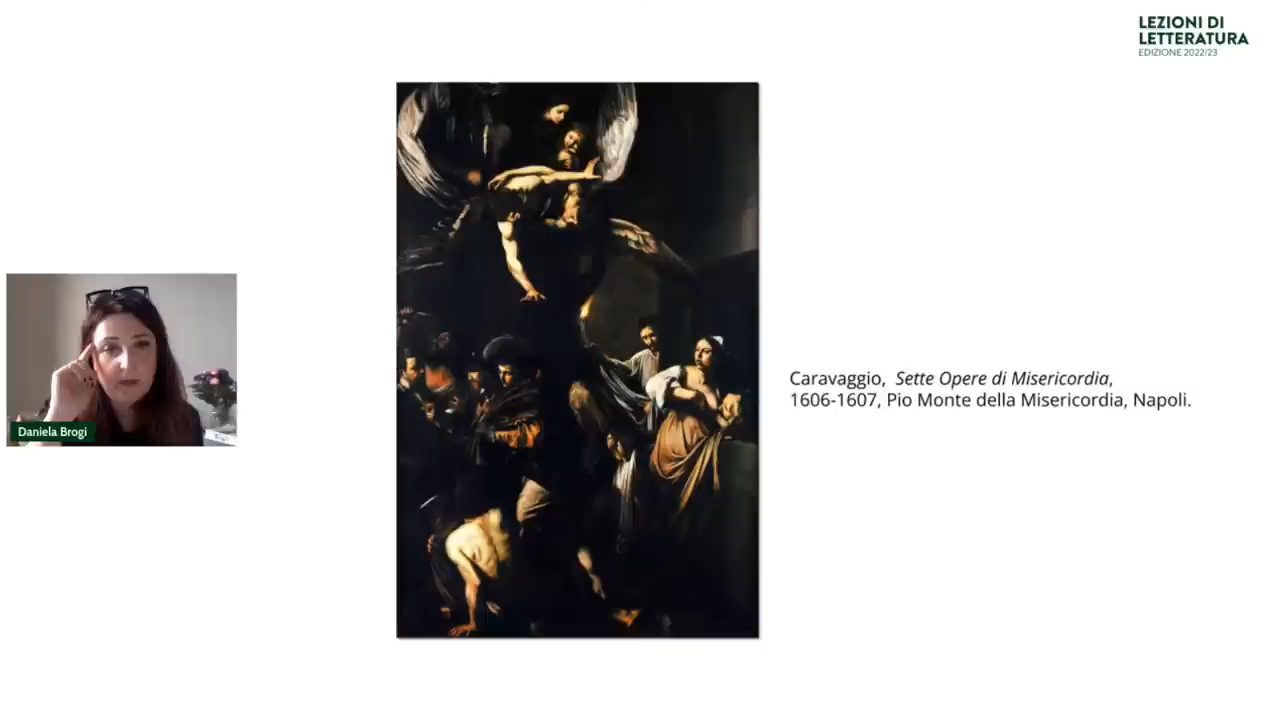 LEZIONI DI
LETTERATURA
EDIZIONE 2022/23
Caravaggio, Sette Opere di Misericordia,
1606-1607, Pio Monte della Misericordia, Napoli.
Daniela Brogi